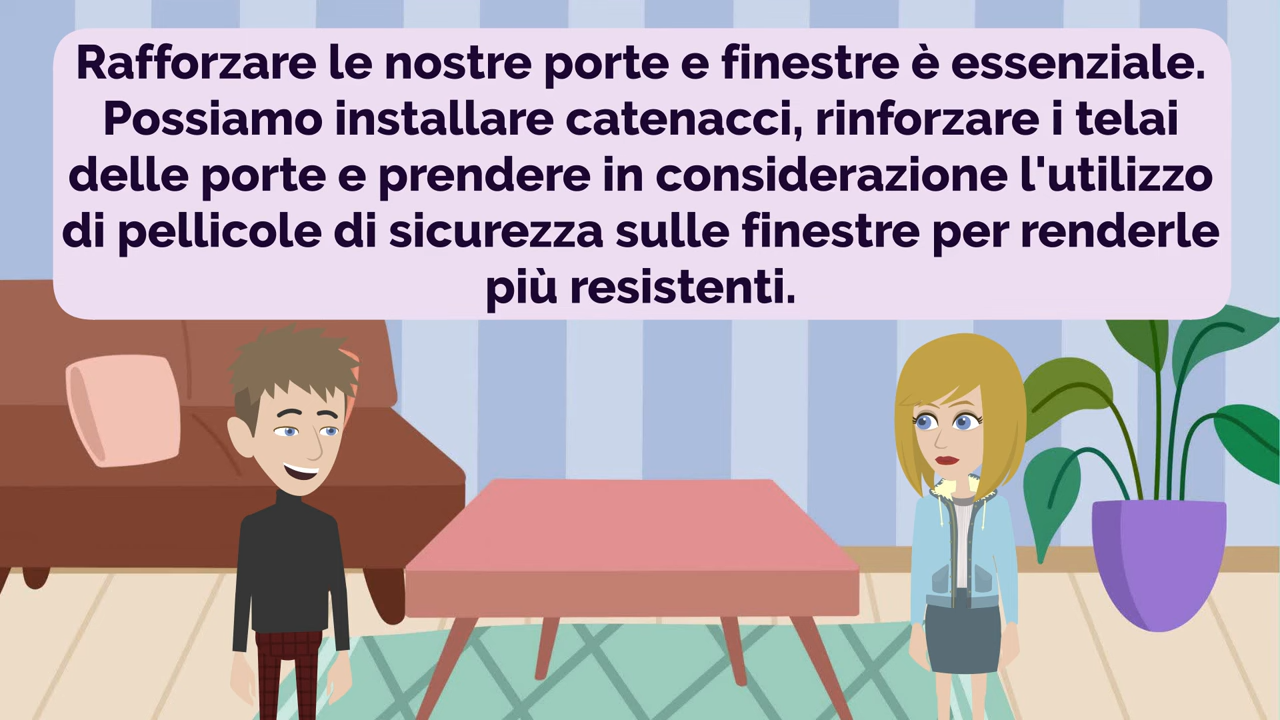 Rafforzare le nostre porte e finestre è essenziale.
Possiamo installare catenacci, rinforzare i telai
delle porte e prendere in considerazione l'utilizzo
di pellicole di sicurezza sulle finestre per renderle
più resistenti.